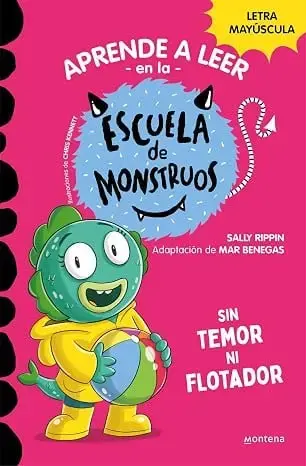 LETRA
MAYÚSCULA
APRENDE A LEER
- en la -
ESCUELA
de
MONSTRUOS
Ilustraciones de CHRIS KENNETT
SALLY RIPPIN
Adaptación de MAR BENEGAS
SIN
TEMOR
NI
FLOTADOR
montena